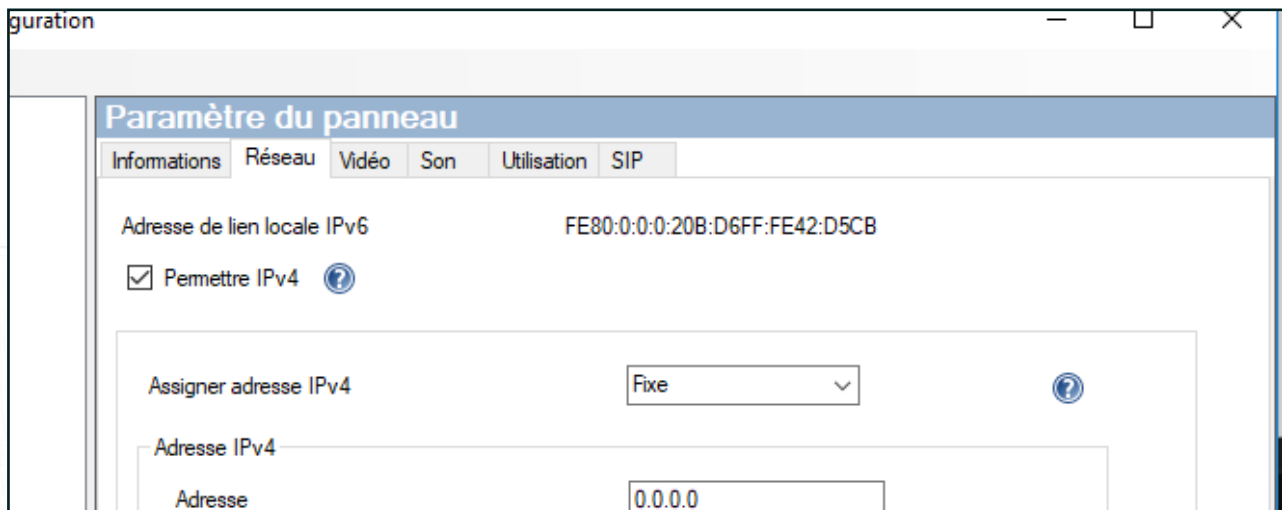 guration
Paramètre du panneau
Informations Réseau Vidéo Son Utilisation SIP
Adresse de lien locale IPv6 FE80:0:0:0:20B:D6FF:FE42:D5CB
Permettre IPv4
Assigner adresse IPv4 Fixe
Adresse IPv4
Adresse 0.0.0.0